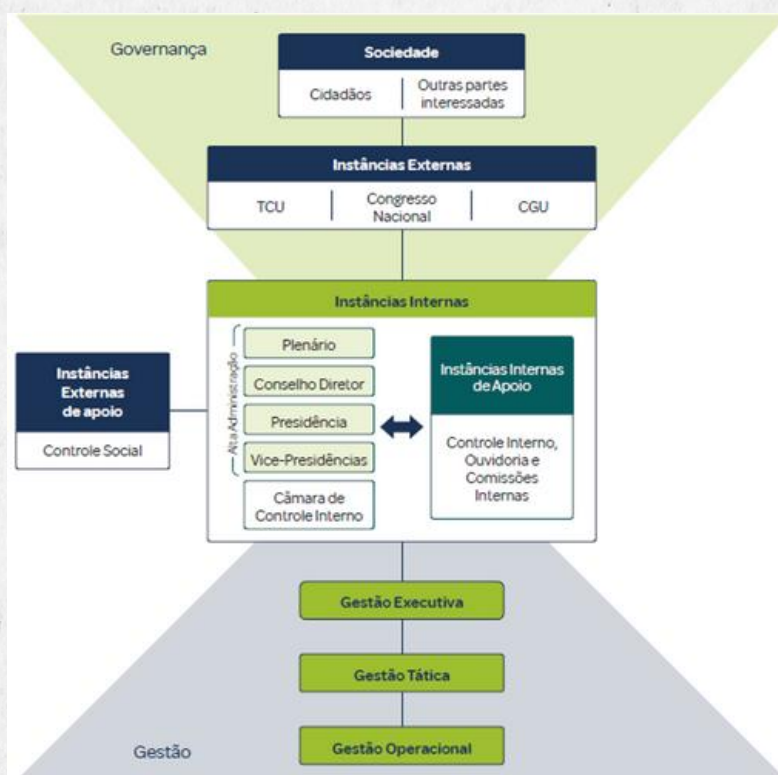 Governança
Sociedade
Cidadãos
Outras partes
interessadas
Instâncias Externas
TCU
Congresso
Nacional
CGU
Instâncias Internas
Alta Administração
Plenário
Conselho Diretor
Presidência
Vice-Presidências
Câmara de
Controle Interno
Instâncias Internas
de Apoio
Controle Interno,
Ouvidoria e
Comissões
Internas
Instâncias
Externas
de apoio
Controle Social
Gestão Executiva
Gestão Tática
Gestão Operacional
Gestão